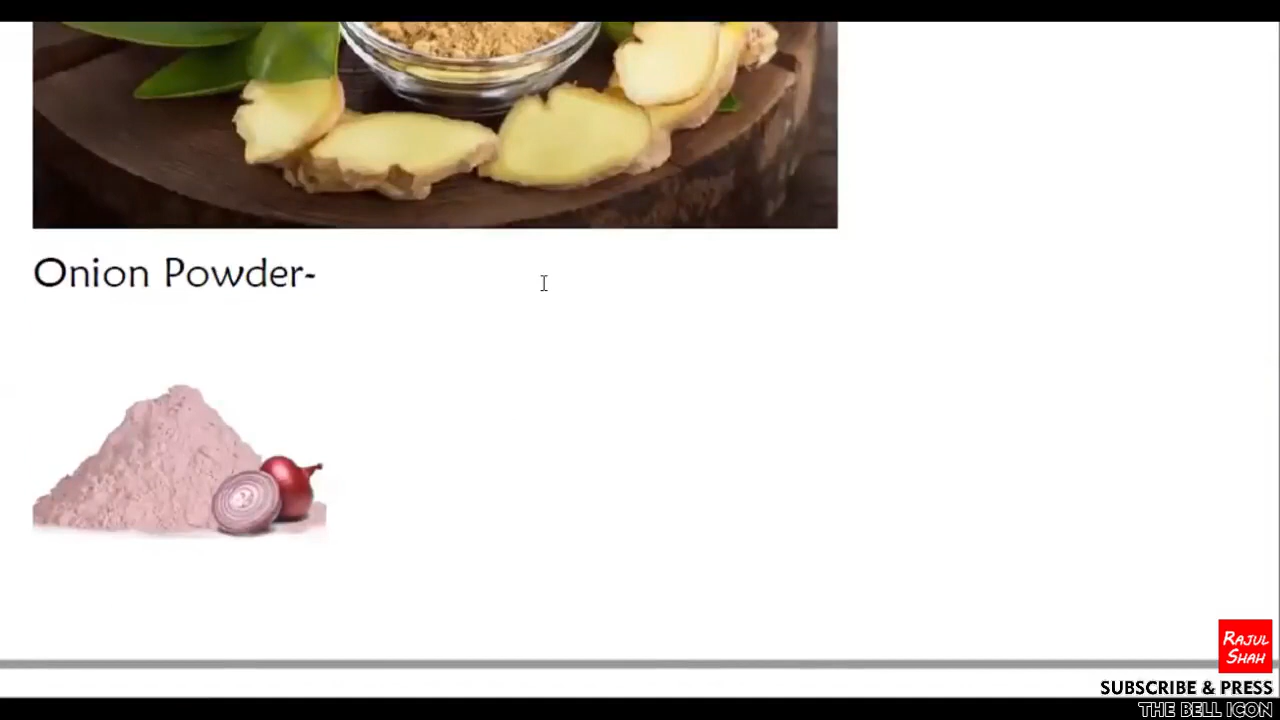 Onion Powder-
RAJUL
SHAH
SUBSCRIBE & PRESS
THE BELL ICON